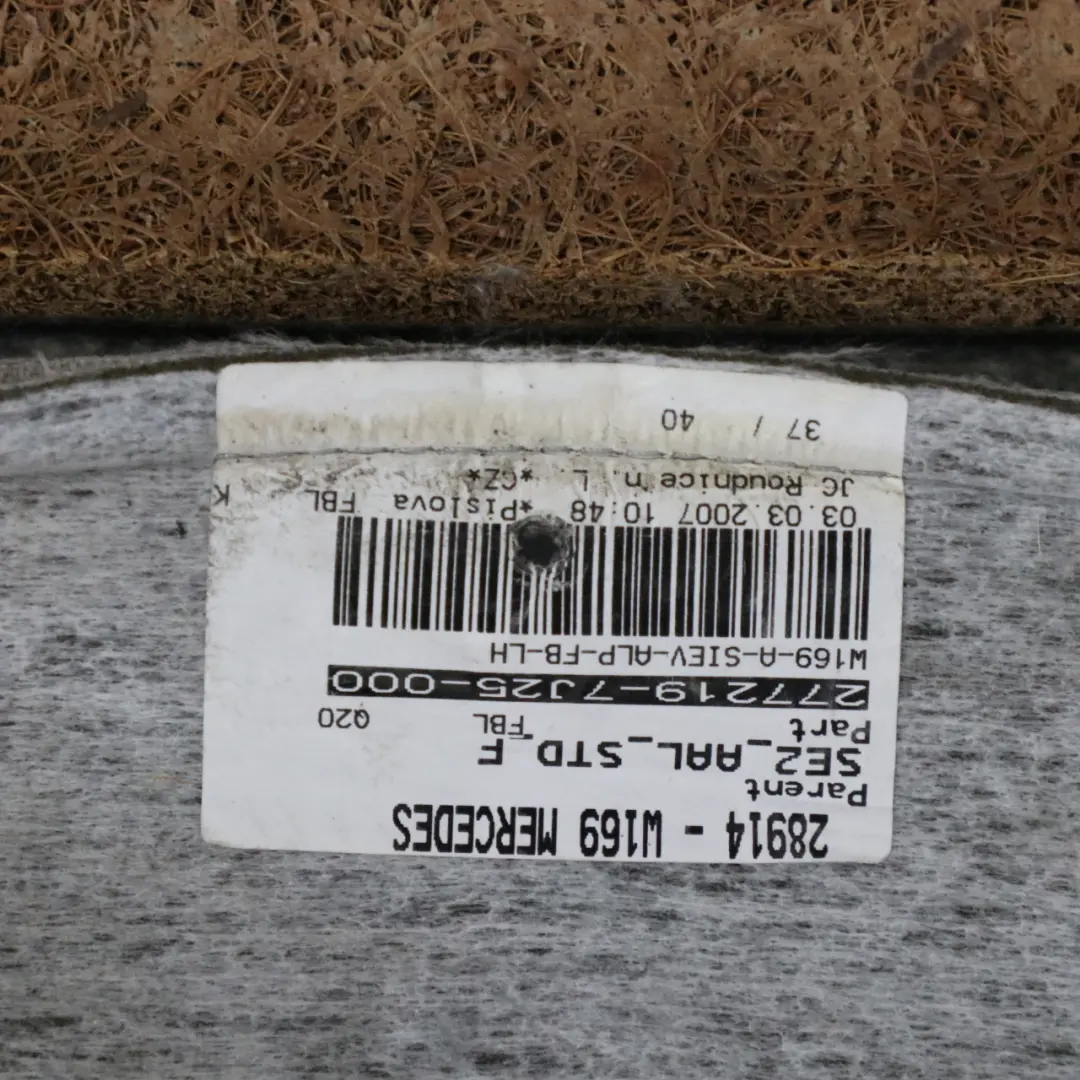 28914 - W169 MERCEDES
Parent
SE2_AAL_STD_F
Part FBL Q20
277219-7J25-000
W169-A-SIEV-ALP-FB-LH
03.03.2007 10:48 *Pislova FBL K
JC Roudnice n. L *CZ*
37 / 40